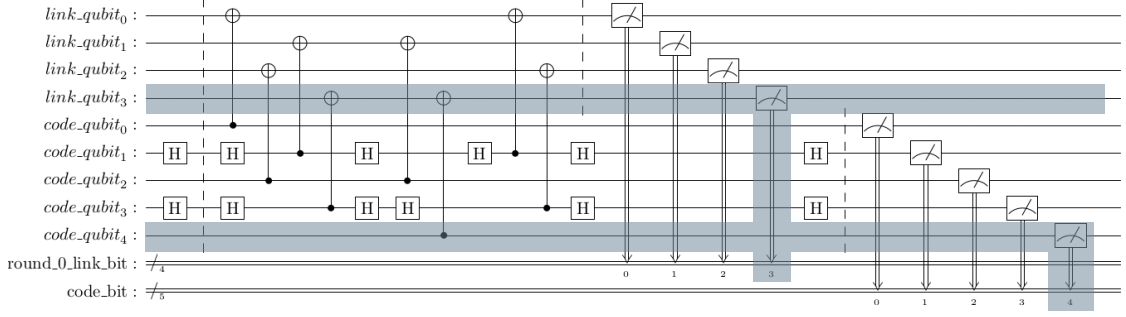 link_qubit₀ :
link_qubit₁ :
link_qubit₂ :
link_qubit₃ :
code_qubit₀ :
code_qubit₁ : H H H H H H
code_qubit₂ :
code_qubit₃ : H H H H H H
code_qubit₄ :
round_0_link_bit : 4
0 1 2 3
code_bit : 5
0 1 2 3 4